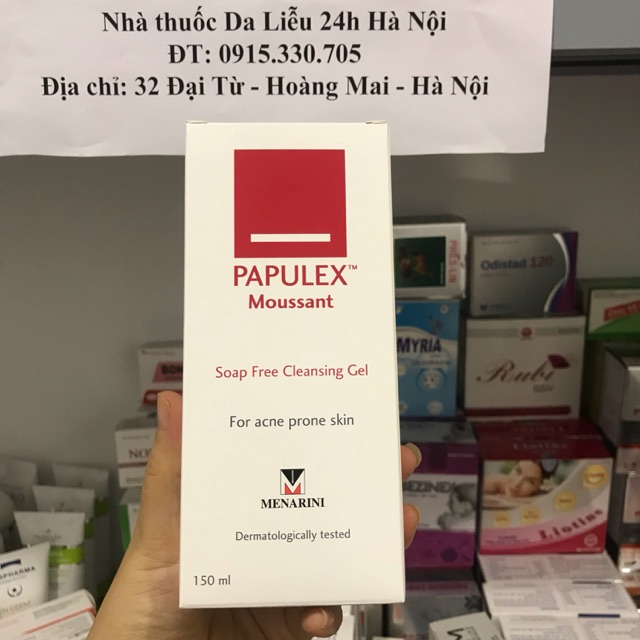 Nhà thuốc Da Liễu 24h Hà Nội
ĐT: 0915.330.705
Địa chỉ: 32 Đại Từ - Hoàng Mai - Hà Nội
PAPULEX™
Moussant
Soap Free Cleansing Gel
For acne prone skin
MENARINI
Dermatologically tested
150 ml
Odistad 120
MYRIA
Rubi
Liotins